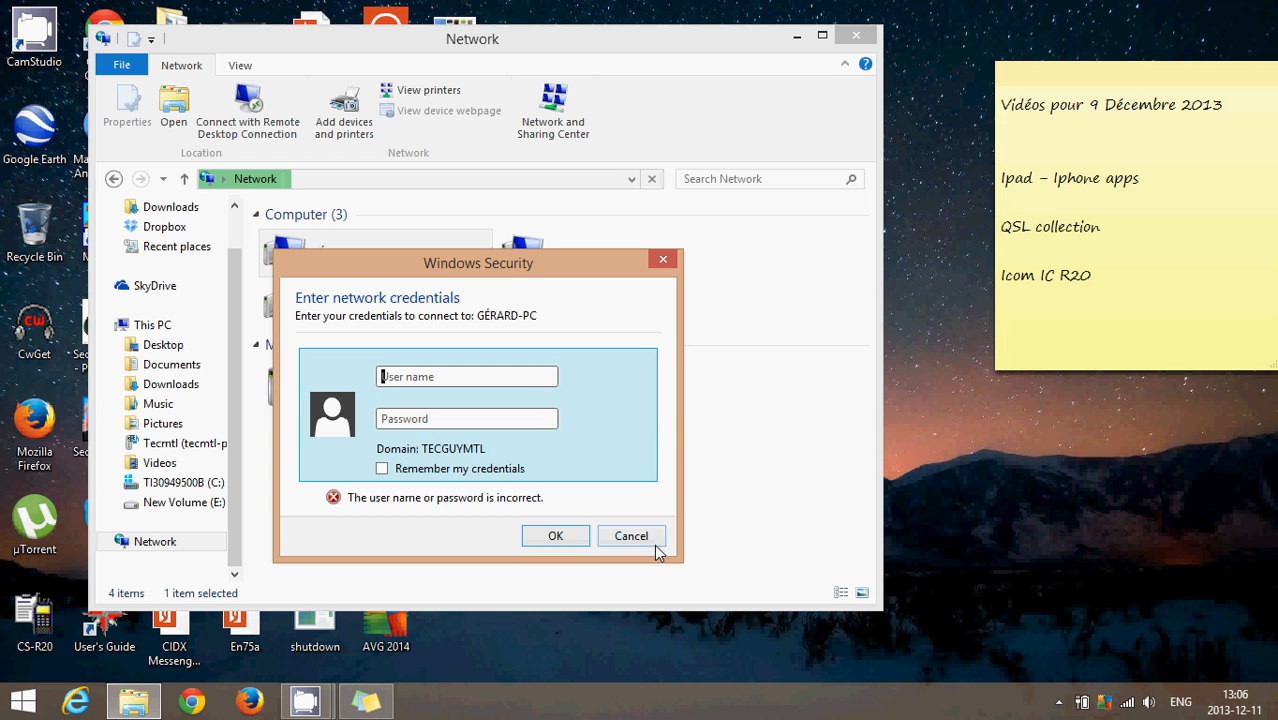 CamStudio
Google Earth
Recycle Bin
CwGet
Mozilla
Firefox
µTorrent
CS-R20
User's Guide
CIDX
Messeng...
En75a
shutdown
AVG 2014
Network
File
Network
View
Properties
Open
Connect with Remote
Desktop Connection
Add devices
and printers
View printers
View device webpage
Network and
Sharing Center
Location
Network
Network
Search Network
Downloads
Dropbox
Recent places
SkyDrive
This PC
Desktop
Documents
Downloads
Music
Pictures
Tecmtl (tecmtl-p
Videos
TI30949500B (C:)
New Volume (E:)
Network
Computer (3)
Windows Security
Enter network credentials
Enter your credentials to connect to: GÉRARD-PC
User name
Password
Domain: TECGUYMTL
Remember my credentials
The user name or password is incorrect.
OK
Cancel
4 items
1 item selected
Vidéos pour 9 Décembre 2013
Ipad - Iphone apps
QSL collection
Icom IC R20
ENG
13:06
2013-12-11